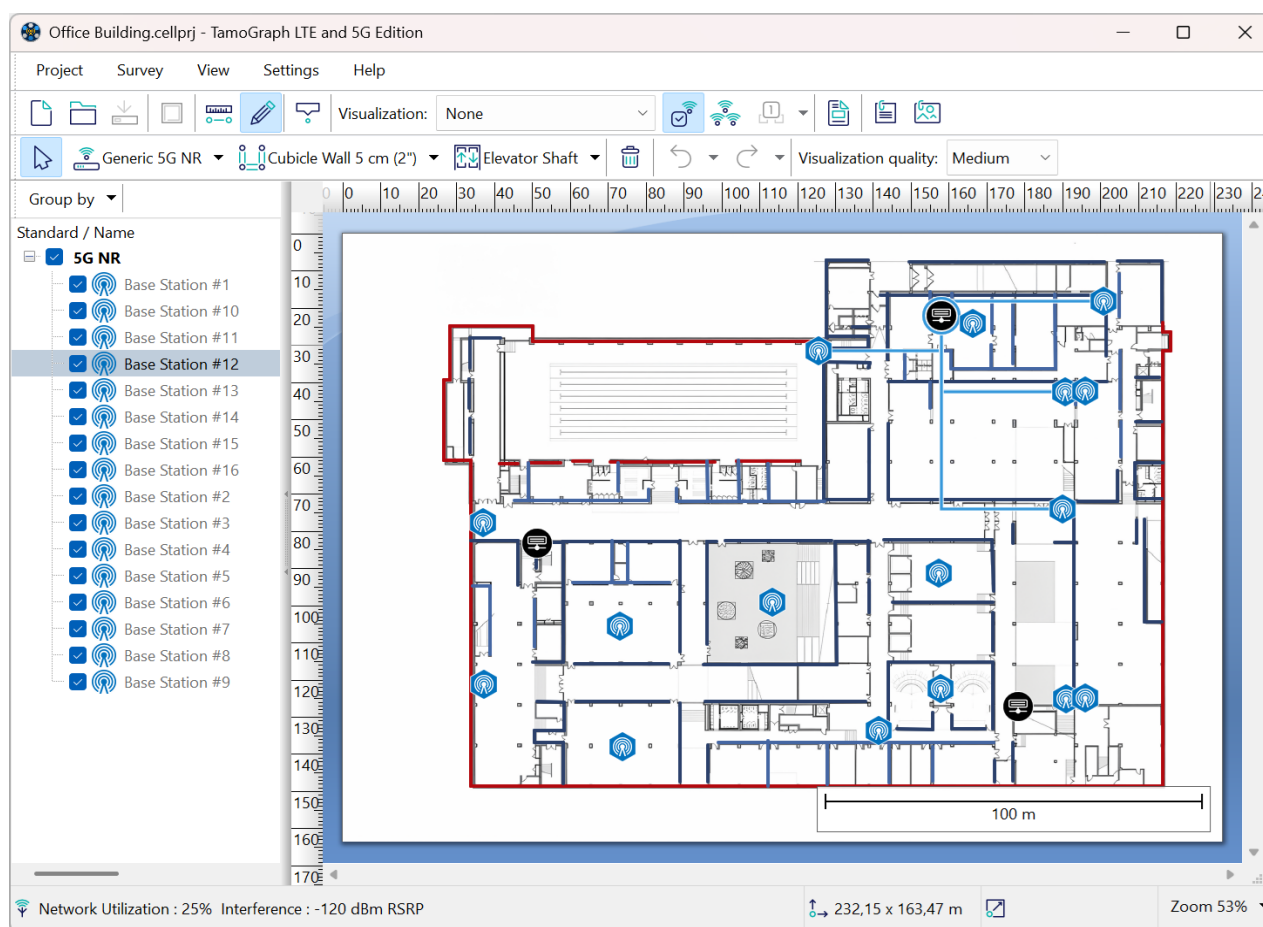 Office Building.cellprj - TamoGraph LTE and 5G Edition
Project Survey View Settings Help
Visualization: None
Generic 5G NR Cubicle Wall 5 cm (2") Elevator Shaft Visualization quality: Medium
Group by
0 0 10 20 30 40 50 60 70 80 90 100 110 120 130 140 150 160 170 180 190 200 210 220 230
Standard / Name
5G NR
Base Station #1
Base Station #10
Base Station #11
Base Station #12
Base Station #13
Base Station #14
Base Station #15
Base Station #16
Base Station #2
Base Station #3
Base Station #4
Base Station #5
Base Station #6
Base Station #7
Base Station #8
Base Station #9
0
10
20
30
40
50
60
70
80
90
100
110
120
130
140
150
160
170
100 m
Network Utilization : 25% Interference : -120 dBm RSRP 232,15 x 163,47 m Zoom 53%